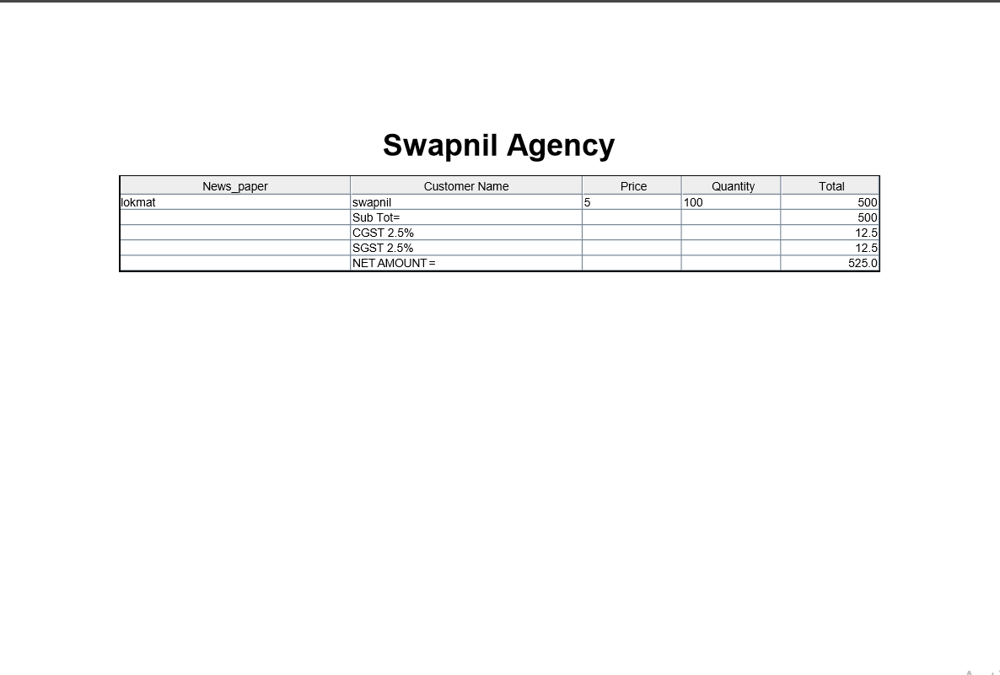 Swapnil Agency
News_paper Customer Name Price Quantity Total
lokmat swapnil 5 100 500
Sub Tot= 500
CGST 2.5% 12.5
SGST 2.5% 12.5
NET AMOUNT = 525.0